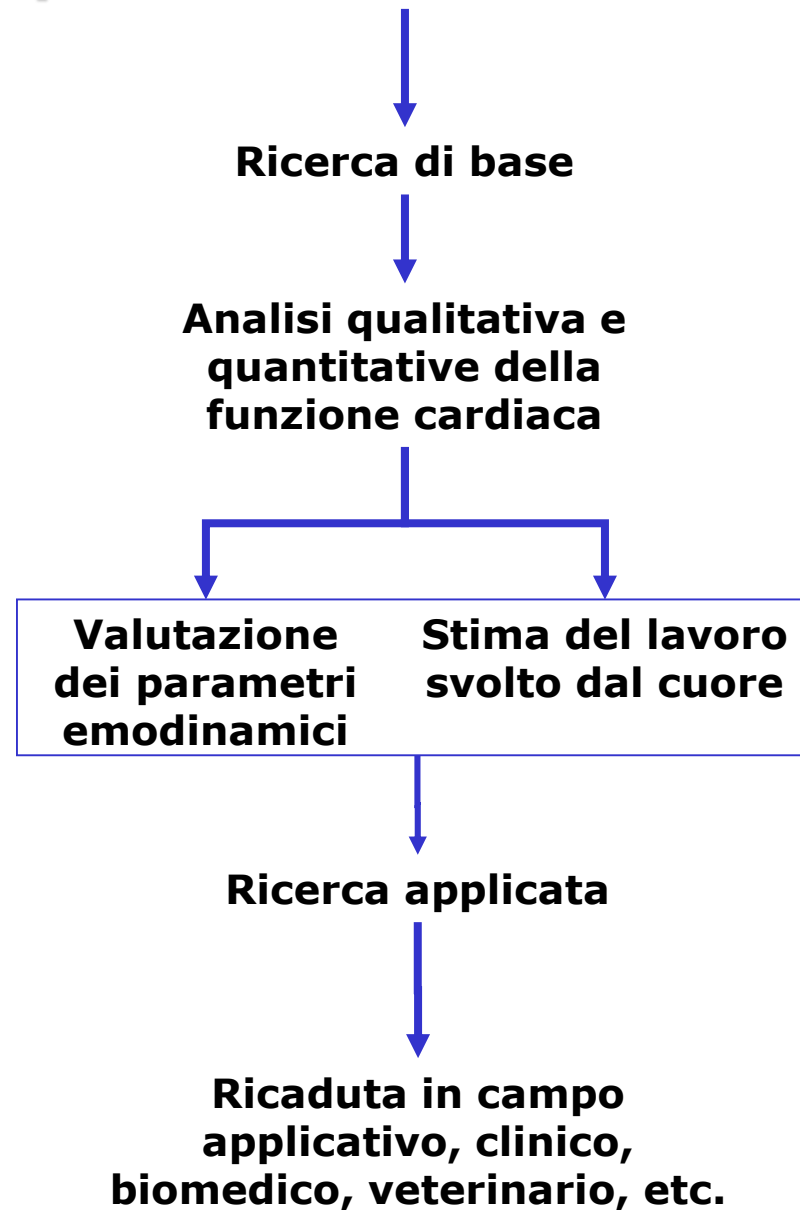 Ricerca di base
Analisi qualitativa e
quantitative della
funzione cardiaca
Valutazione
dei parametri
emodinamici
Stima del lavoro
svolto dal cuore
Ricerca applicata
Ricaduta in campo
applicativo, clinico,
biomedico, veterinario, etc.